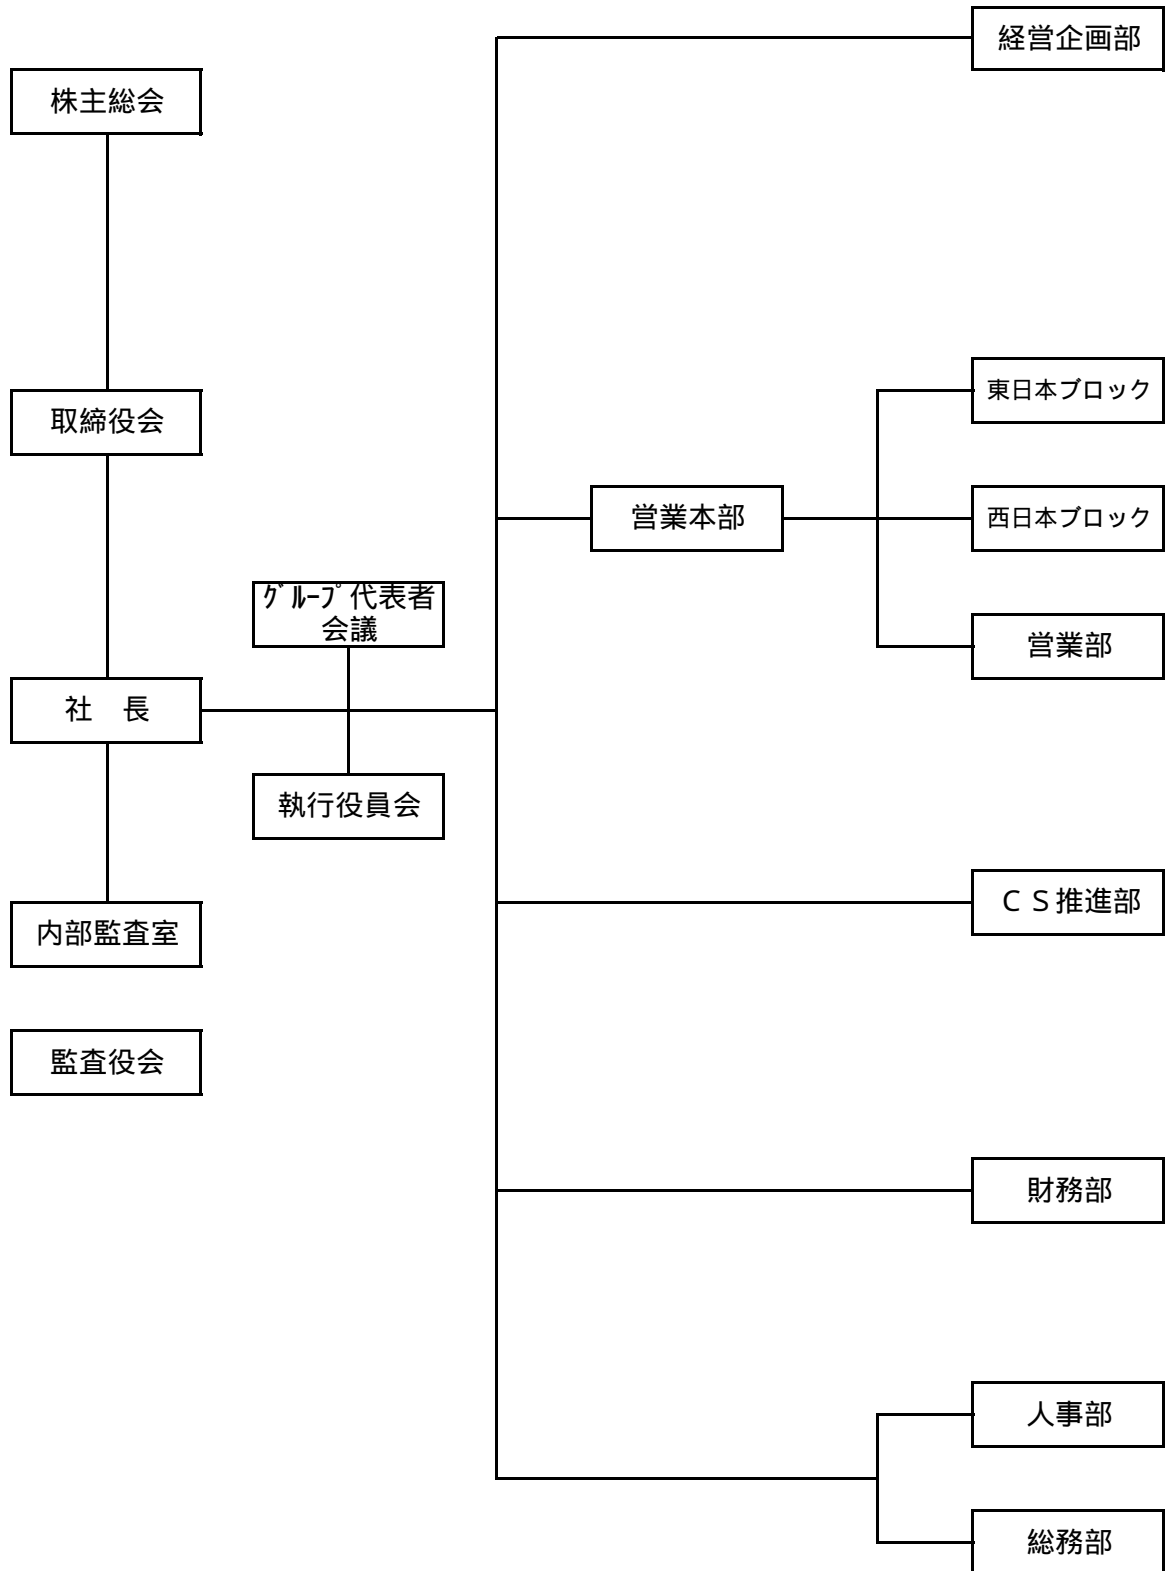 経営企画部
株主総会
東日本ブロック
取締役会
営業本部
西日本ブロック
ｸﾞﾙｰﾌﾟ代表者
会議
営業部
社　長
執行役員会
ＣＳ推進部
内部監査室
監査役会
財務部
人事部
総務部